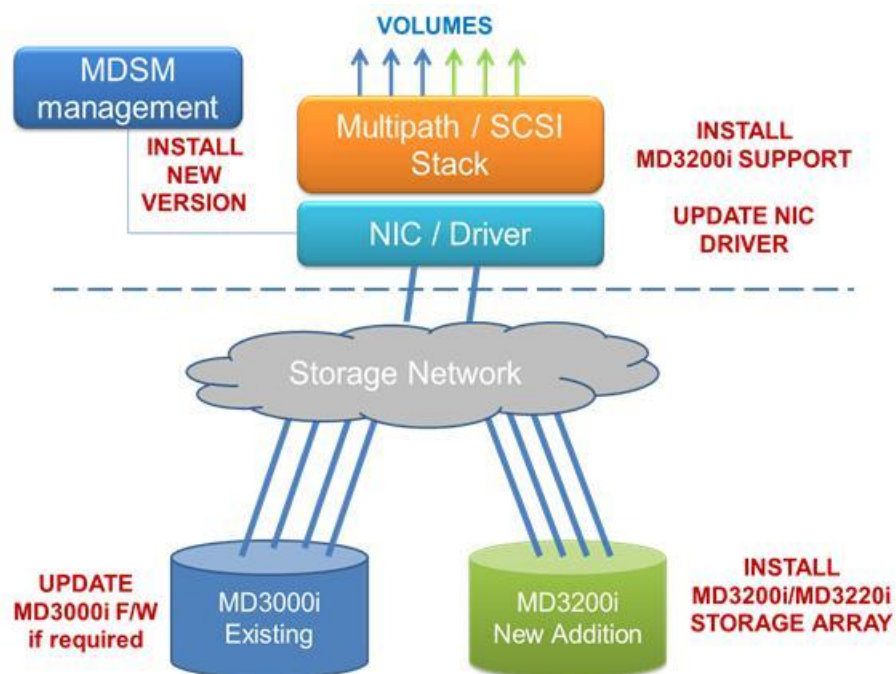 VOLUMES
MDSM
management
INSTALL
NEW
VERSION
Multipath / SCSI
Stack
INSTALL
MD3200i SUPPORT
NIC / Driver
UPDATE NIC
DRIVER
Storage Network
UPDATE
MD3000i F/W
if required
MD3000i
Existing
MD3200i
New Addition
INSTALL
MD3200i/MD3220i
STORAGE ARRAY